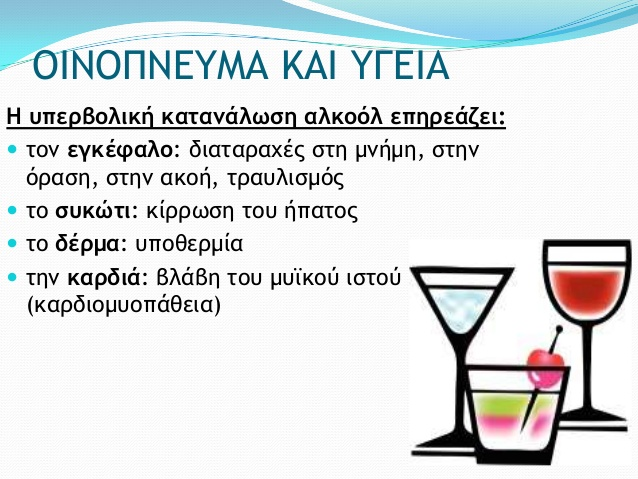 ΟΙΝΟΠΝΕΥΜΑ ΚΑΙ ΥΓΕΙΑ
Η υπερβολική κατανάλωση αλκοόλ επηρεάζει:
• τον εγκέφαλο: διαταραχές στη μνήμη, στην
όραση, στην ακοή, τραυλισμός
• το συκώτι: κίρρωση του ήπατος
• το δέρμα: υποθερμία
• την καρδιά: βλάβη του μυϊκού ιστού
(καρδιομυοπάθεια)